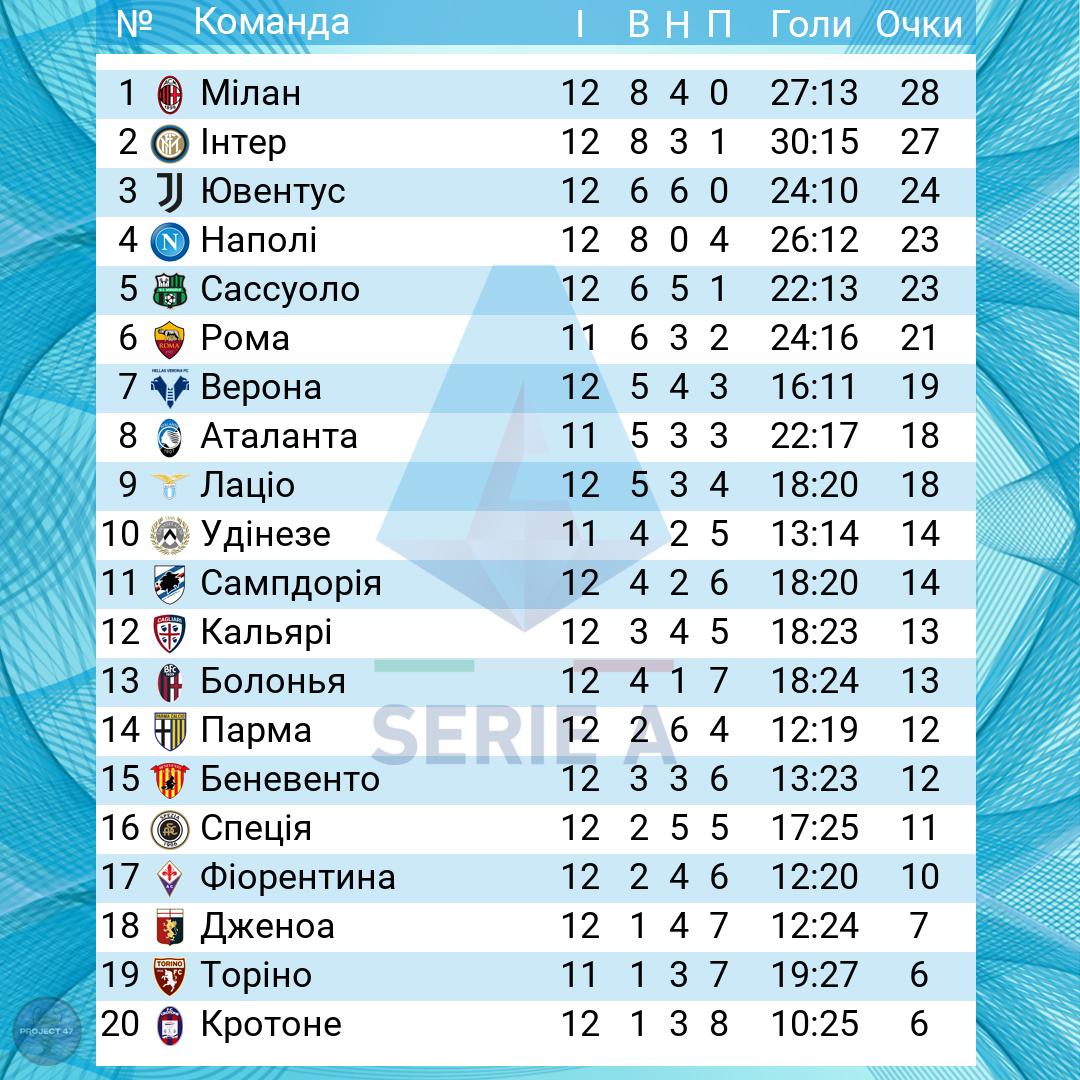 № Команда І В Н П Голи Очки
1 Мілан 12 8 4 0 27:13 28
2 Інтер 12 8 3 1 30:15 27
3 Ювентус 12 6 6 0 24:10 24
4 Наполі 12 8 0 4 26:12 23
5 Сассуоло 12 6 5 1 22:13 23
6 Рома 11 6 3 2 24:16 21
7 Верона 12 5 4 3 16:11 19
8 Аталанта 11 5 3 3 22:17 18
9 Лаціо 12 5 3 4 18:20 18
10 Удінезе 11 4 2 5 13:14 14
11 Сампдорія 12 4 2 6 18:20 14
12 Кальярі 12 3 4 5 18:23 13
13 Болонья 12 4 1 7 18:24 13
14 Парма 12 2 6 4 12:19 12
SERIE A
15 Беневенто 12 3 3 6 13:23 12
16 Специія 12 2 5 5 17:25 11
17 Фіорентина 12 2 4 6 12:20 10
18 Дженоа 12 1 4 7 12:24 7
19 Торіно 11 1 3 7 19:27 6
20 Кротоне 12 1 3 8 10:25 6
PROJECT 47